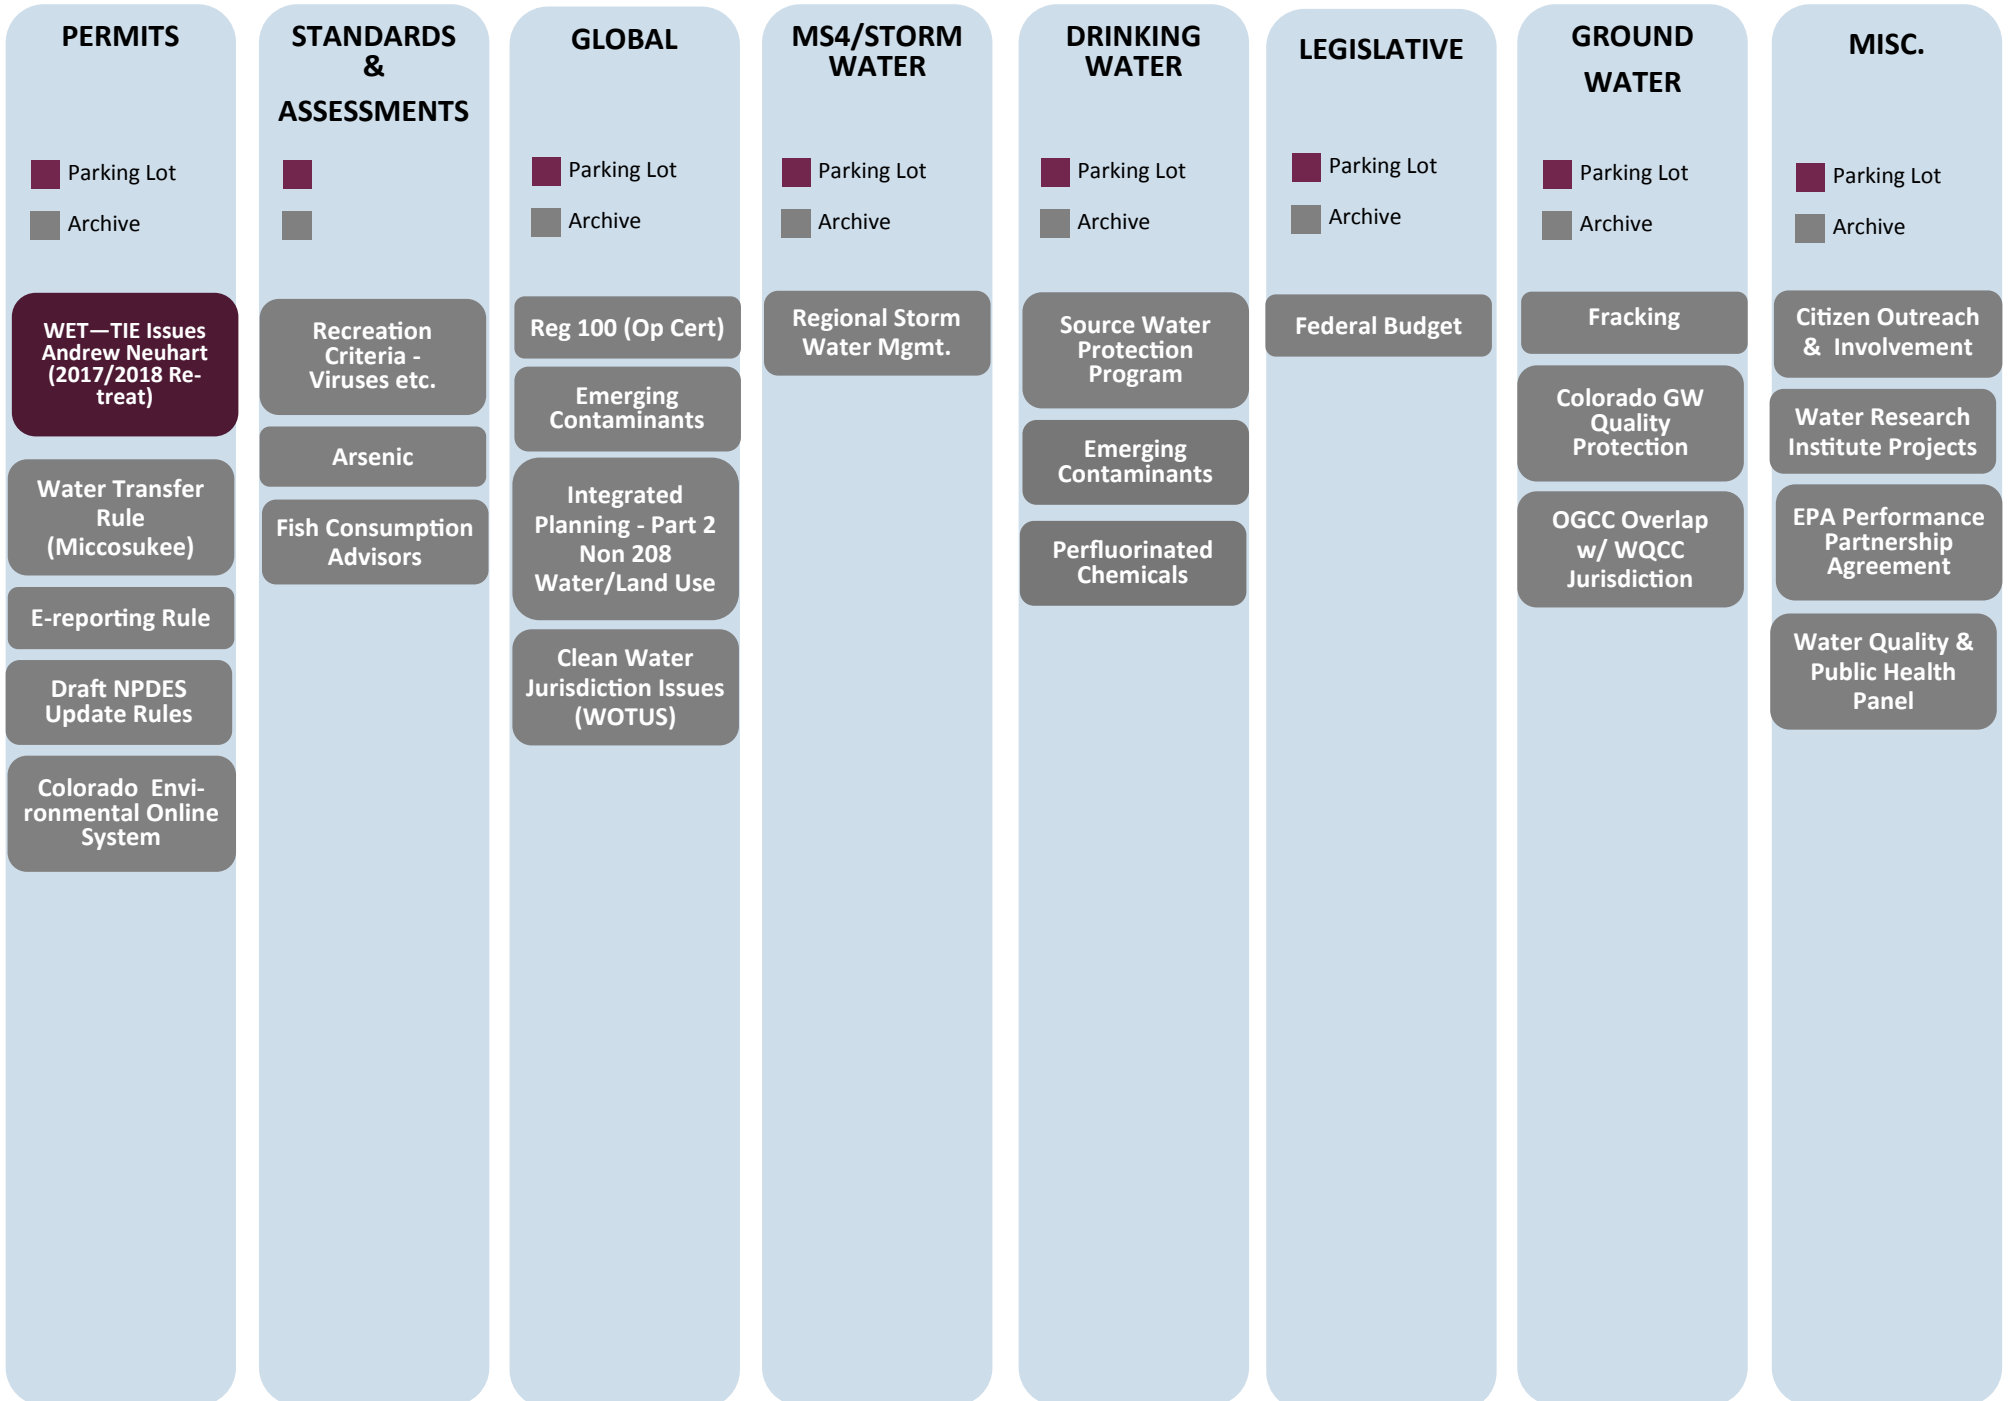 PERMITS
Parking Lot
Archive
WET—TIE Issues
Andrew Neuhart
(2017/2018 Re-
treat)
Water Transfer
Rule
(Miccosukee)
E-reporting Rule
Draft NPDES
Update Rules
Colorado  Envi-
ronmental Online
System
STANDARDS
&
ASSESSMENTS
Recreation
Criteria -
Viruses etc.
Arsenic
Fish Consumption
Advisors
GLOBAL
Parking Lot
Archive
Reg 100 (Op Cert)
Emerging
Contaminants
Integrated
Planning - Part 2
Non 208
Water/Land Use
Clean Water
Jurisdiction Issues
(WOTUS)
MS4/STORM
WATER
Parking Lot
Archive
Regional Storm
Water Mgmt.
DRINKING
WATER
Parking Lot
Archive
Source Water
Protection
Program
Emerging
Contaminants
Perfluorinated
Chemicals
LEGISLATIVE
Parking Lot
Archive
Federal Budget
GROUND
WATER
Parking Lot
Archive
Fracking
Colorado GW
Quality
Protection
OGCC Overlap
w/ WQCC
Jurisdiction
MISC.
Parking Lot
Archive
Citizen Outreach
&  Involvement
Water Research
Institute Projects
EPA Performance
Partnership
Agreement
Water Quality &
Public Health
Panel